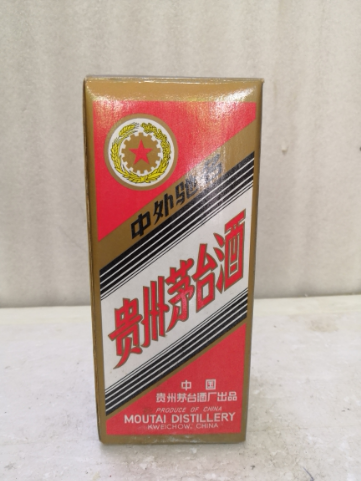 中外驰名
贵州茅台酒
中国
贵州茅台酒厂出品
PRODUCE OF CHINA
MOUTAI DISTILLERY
KWEICHOW, CHINA